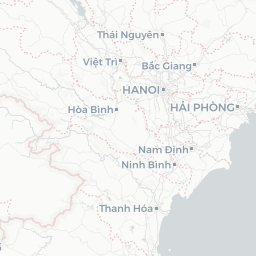 Thái Nguyên
Việt Trì
Bắc Giang
HANOI
Hòa Bình
HẢI PHÒNG
Nam Định
Ninh Bình
Thanh Hóa